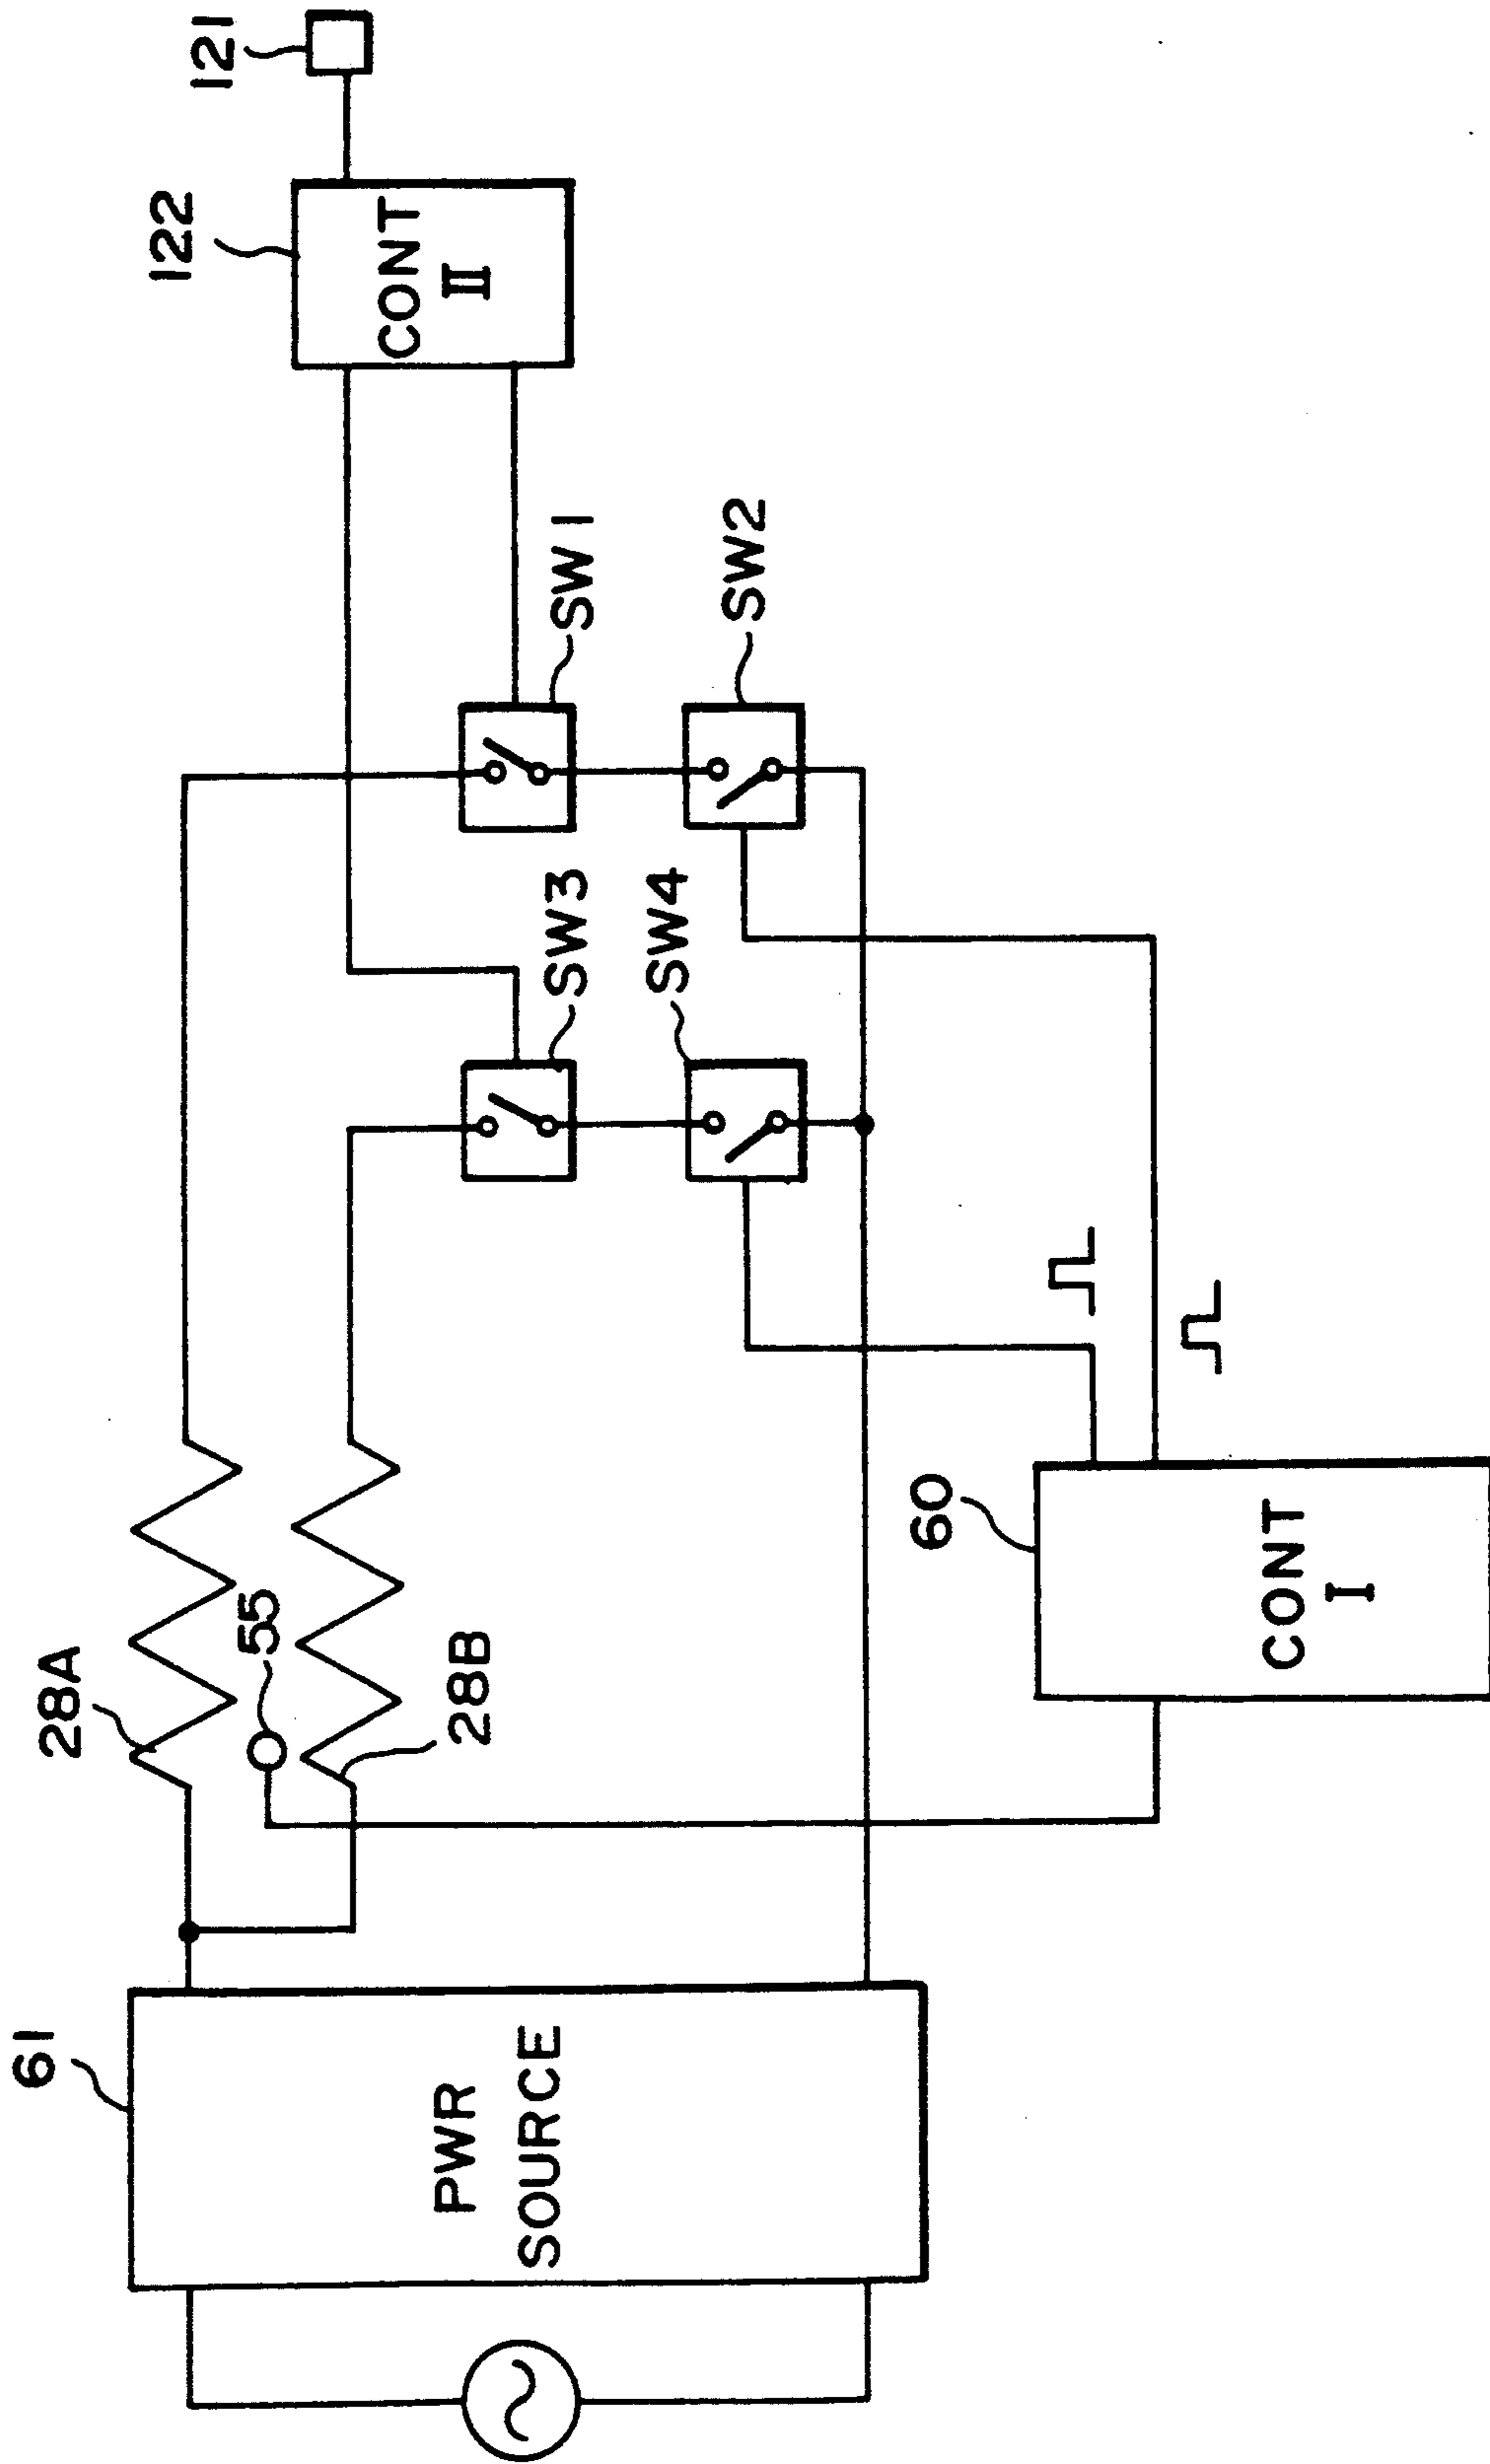 61
PWR
SOURCE
28A
55
28B
60
CONT
I
SW3
SW4
SW1
SW2
122
CONT
II
121